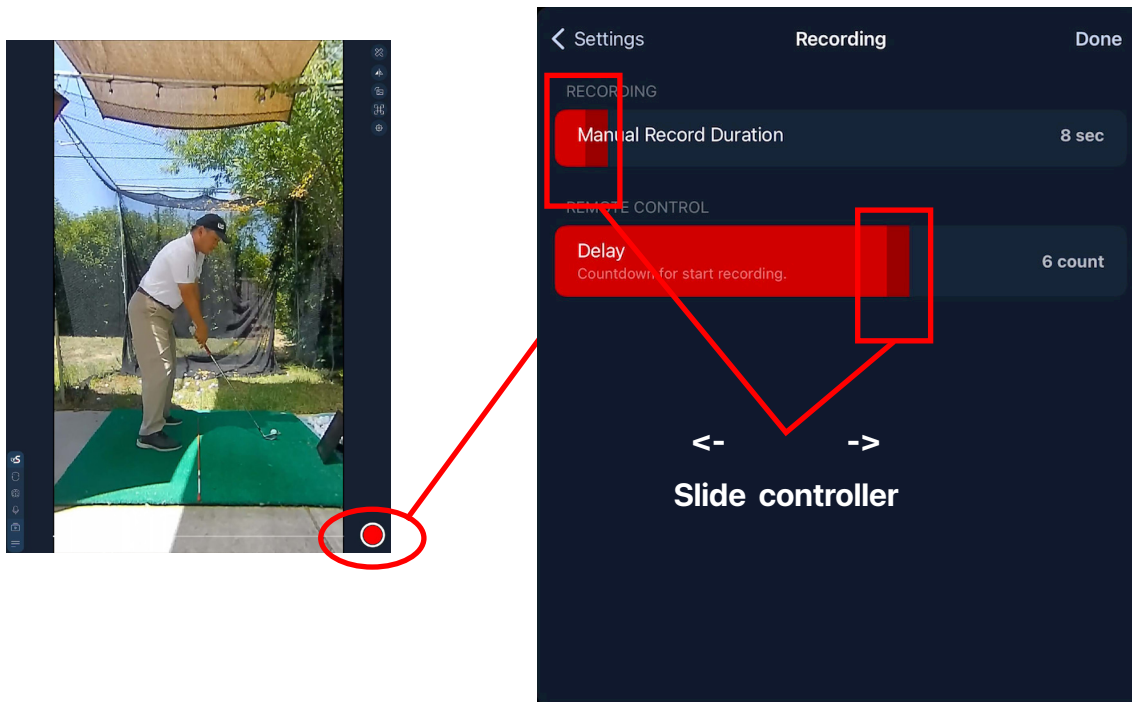 Settings
Recording
Done
RECORDING
Manual Record Duration
8 sec
REMOTE CONTROL
Delay
Countdown for start recording.
6 count
<- ->
Slide controller